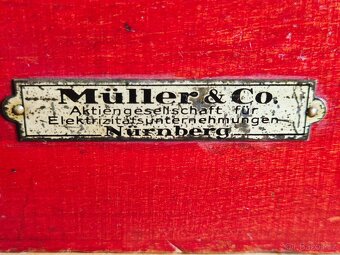 Müller & Co.
Aktiengesellschaft für
Elektrizitätsunternehmungen
Nürnberg